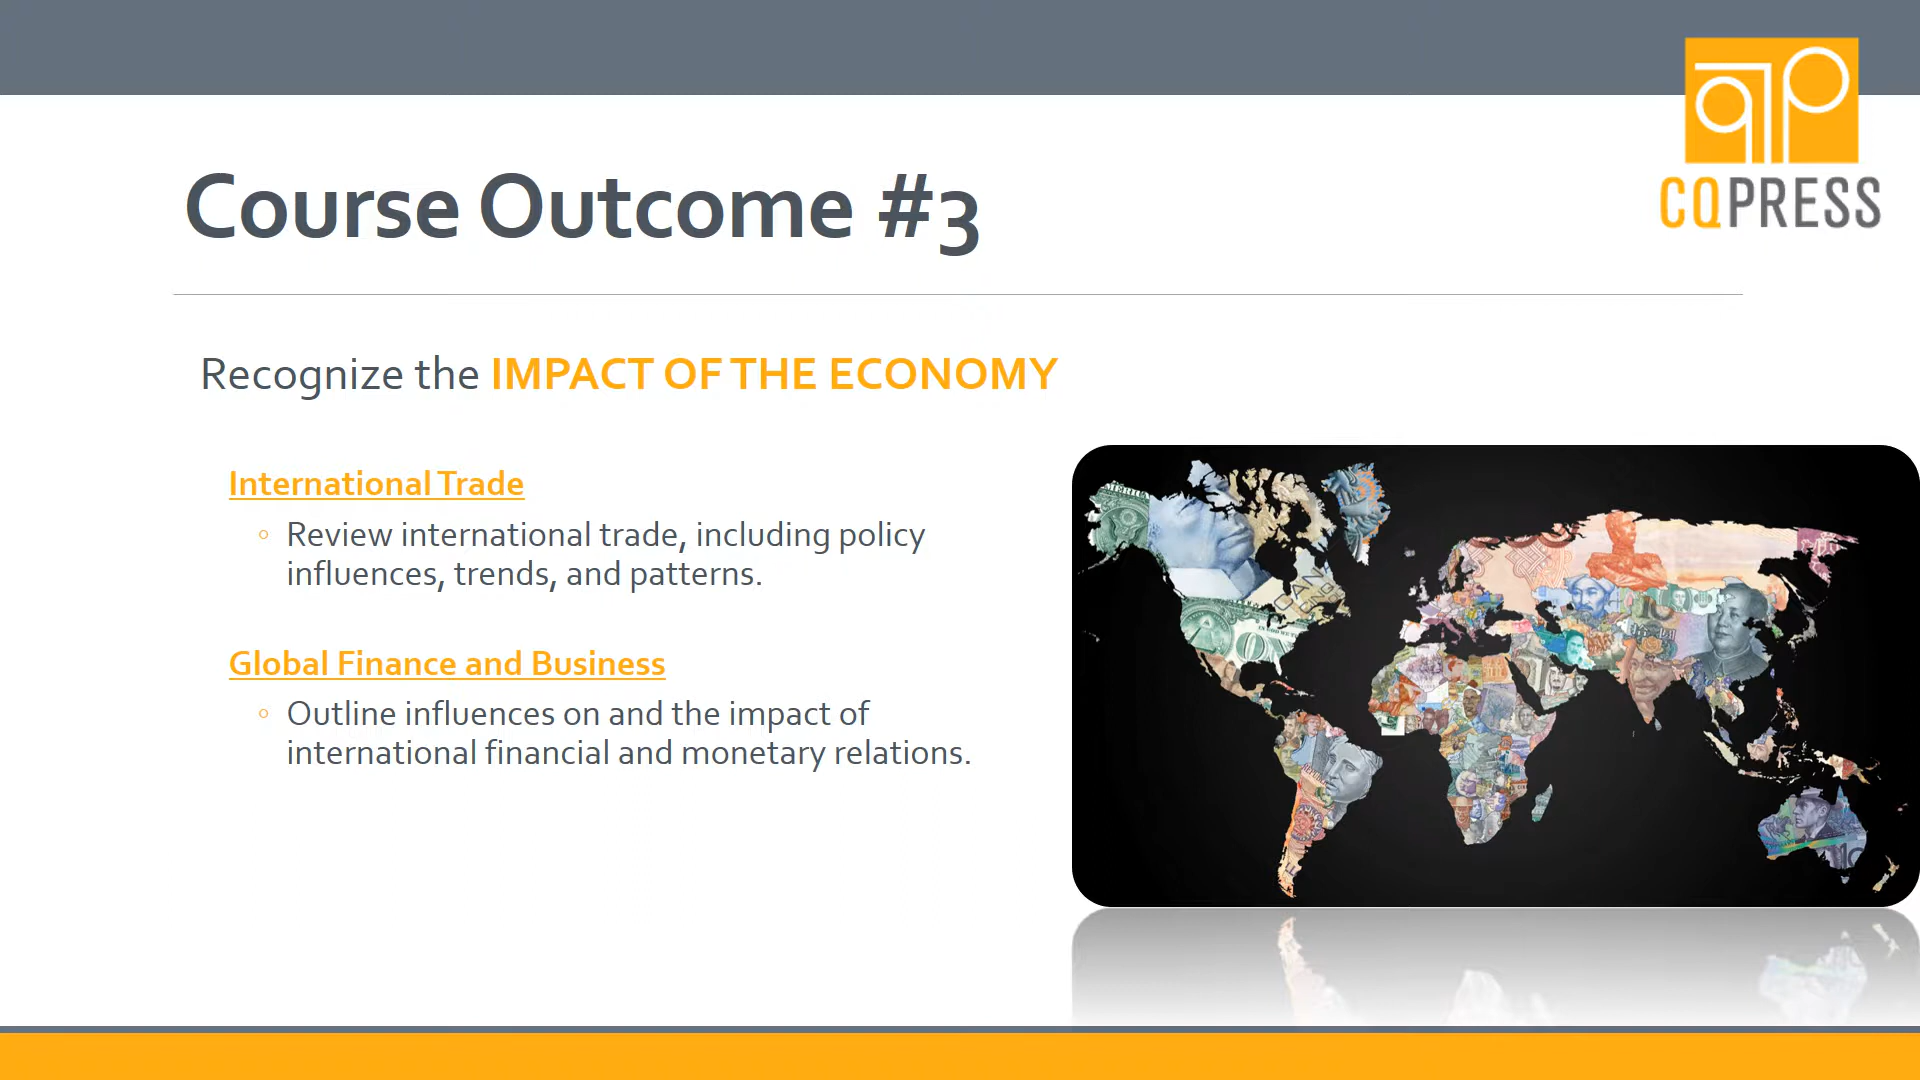 CQPRESS
Course Outcome #3
Recognize the IMPACT OF THE ECONOMY
International Trade
Review international trade, including policy
influences, trends, and patterns.
Global Finance and Business
Outline influences on and the impact of
international financial and monetary relations.